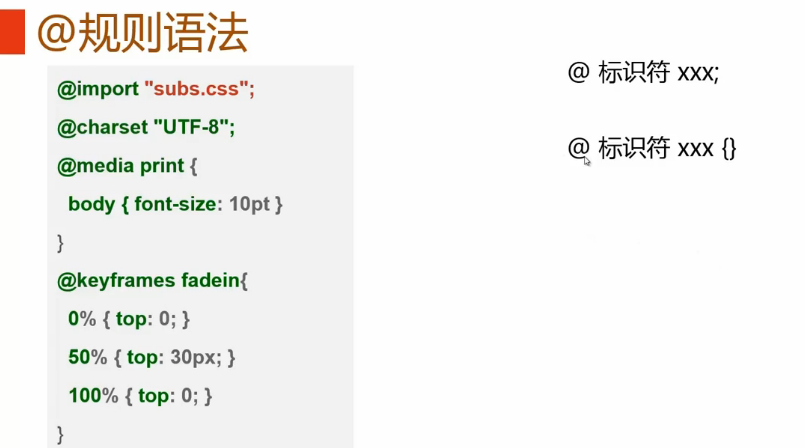 @规则语法
@import "subs.css";
@charset "UTF-8";
@media print {
body { font-size: 10pt }
}
@keyframes fadein{
0% { top: 0; }
50% { top: 30px; }
100% { top: 0; }
}
@ 标识符 xxx;
@ 标识符 xxx {}